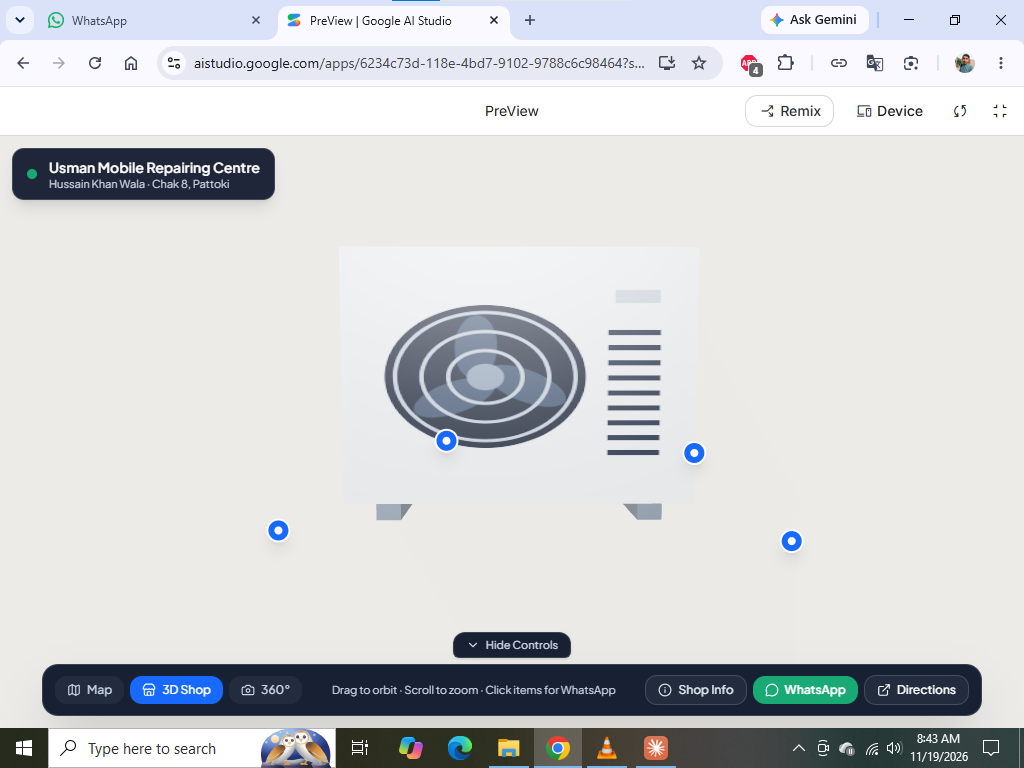 WhatsApp
PreView | Google AI Studio
Ask Gemini
aistudio.google.com/apps/6234c73d-118e-4bd7-9102-9788c6c98464?s...
ABP
4
PreView
Remix
Device
Usman Mobile Repairing Centre
Hussain Khan Wala · Chak 8, Pattoki
Hide Controls
Map
3D Shop
360°
Drag to orbit · Scroll to zoom · Click items for WhatsApp
Shop Info
WhatsApp
Directions
Type here to search
8:43 AM
11/19/2026